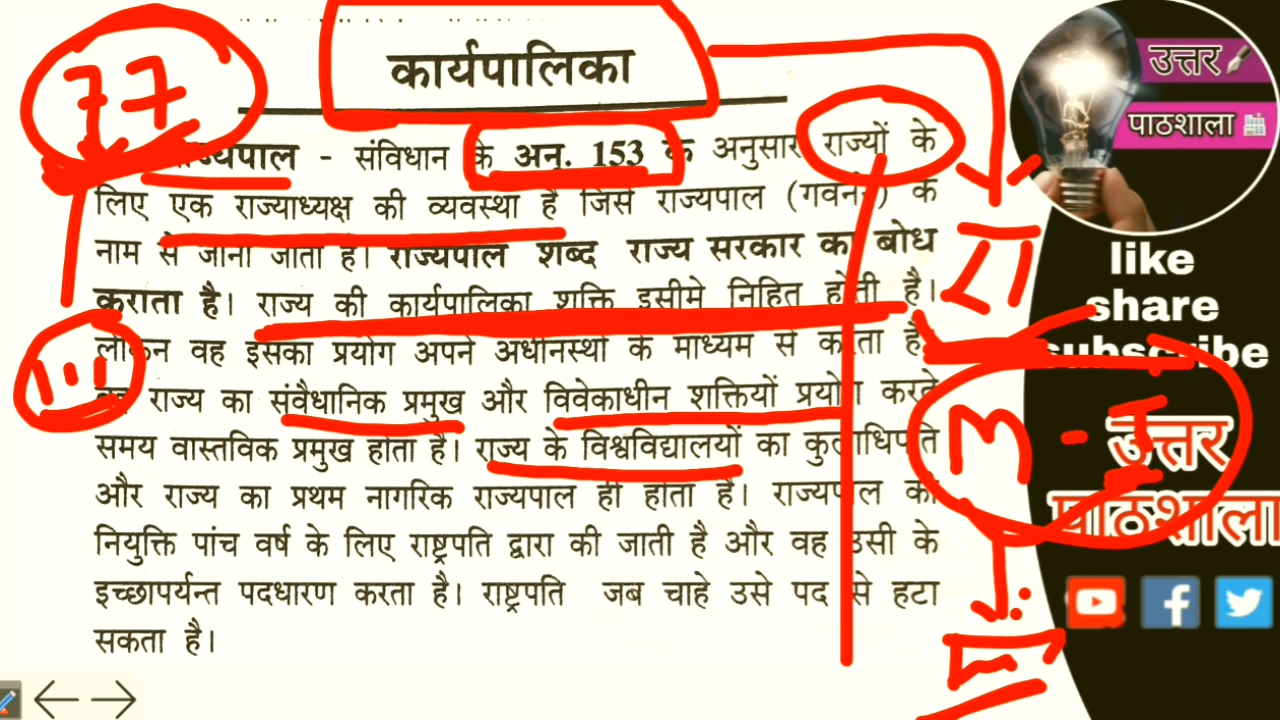 कार्यपालिका
राज्यपाल - संविधान के अनु. 153 के अनुसार राज्यों के
लिए एक राज्याध्यक्ष की व्यवस्था है जिसे राज्यपाल (गवर्नर) के
नाम से जाना जाता है। राज्यपाल शब्द राज्य सरकार का बोध
कराता है। राज्य की कार्यपालिका शक्ति इसीमे निहित होती है।
लेकिन वह इसका प्रयोग अपने अधीनस्थों के माध्यम से करता है,
वह राज्य का संवैधानिक प्रमुख और विवेकाधीन शक्तियों प्रयोग करते
समय वास्तविक प्रमुख होता है। राज्य के विश्वविद्यालयों का कुलाधिपति
और राज्य का प्रथम नागरिक राज्यपाल ही होता है। राज्यपाल की
नियुक्ति पांच वर्ष के लिए राष्ट्रपति द्वारा की जाती है और वह उसी के
इच्छापर्यन्त पदधारण करता है। राष्ट्रपति जब चाहे उसे पद से हटा
सकता है।
77
उत्तर
पाठशाला
like
share
subscribe
उत्तर
पाठशाला